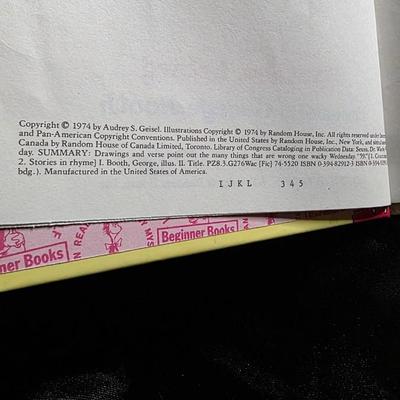 Copyright © 1974 by Audrey S. Geisel. Illustrations Copyright © 1974 by Random House, Inc. All rights reserved under
and Pan-American Copyright Conventions. Published in the United States by Random House, Inc., New York, and
Canada by Random House of Canada Limited, Toronto. Library of Congress Cataloging in Publication Data: Seuss, Dr.
day. SUMMARY: Drawings and verse point out the many things that are wrong one wacky Wednesday.
2. Stories in rhyme] I. Booth, George, illus. II. Title. PZ8.3.G276Wac [Fic] 74-5520 ISBN 0-394-82912-3 ISBN 0-394-
bdg.). Manufactured in the United States of America.
I J K L 3 4 5
Beginner Books
nner Books
N REA